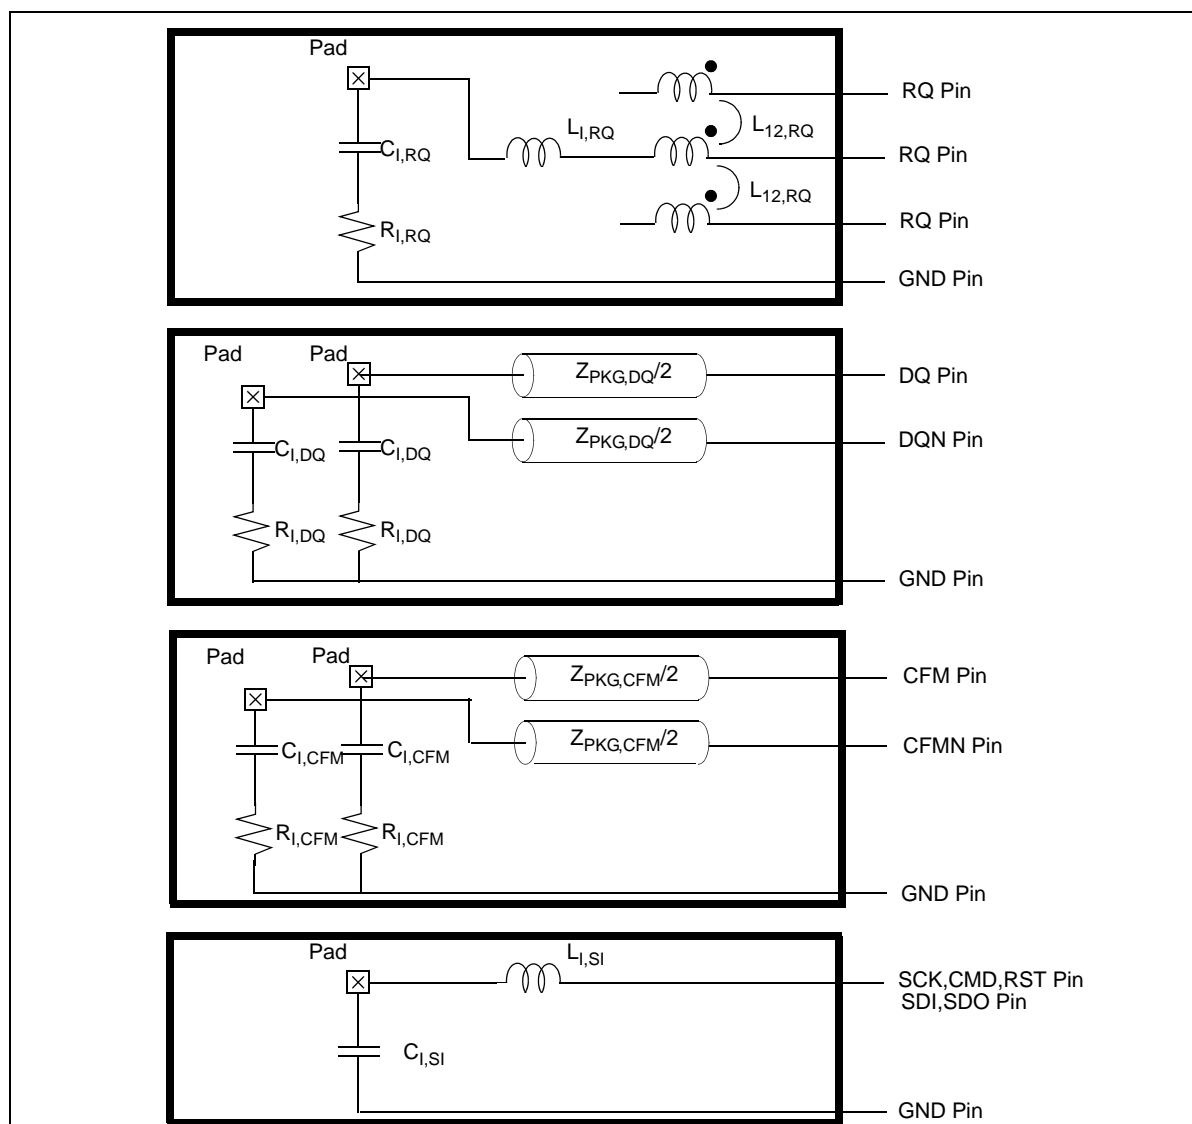 Pad
RQ Pin
L12,RQ
LI,RQ
CI,RQ
RQ Pin
L12,RQ
RI,RQ
RQ Pin
GND Pin
Pad
Pad
ZPKG,DQ/2
DQ Pin
ZPKG,DQ/2
DQN Pin
CI,DQ
CI,DQ
RI,DQ
RI,DQ
GND Pin
Pad
Pad
ZPKG,CFM/2
CFM Pin
ZPKG,CFM/2
CFMN Pin
CI,CFM
CI,CFM
RI,CFM
RI,CFM
GND Pin
Pad
LI,SI
SCK,CMD,RST Pin
SDI,SDO Pin
CI,SI
GND Pin